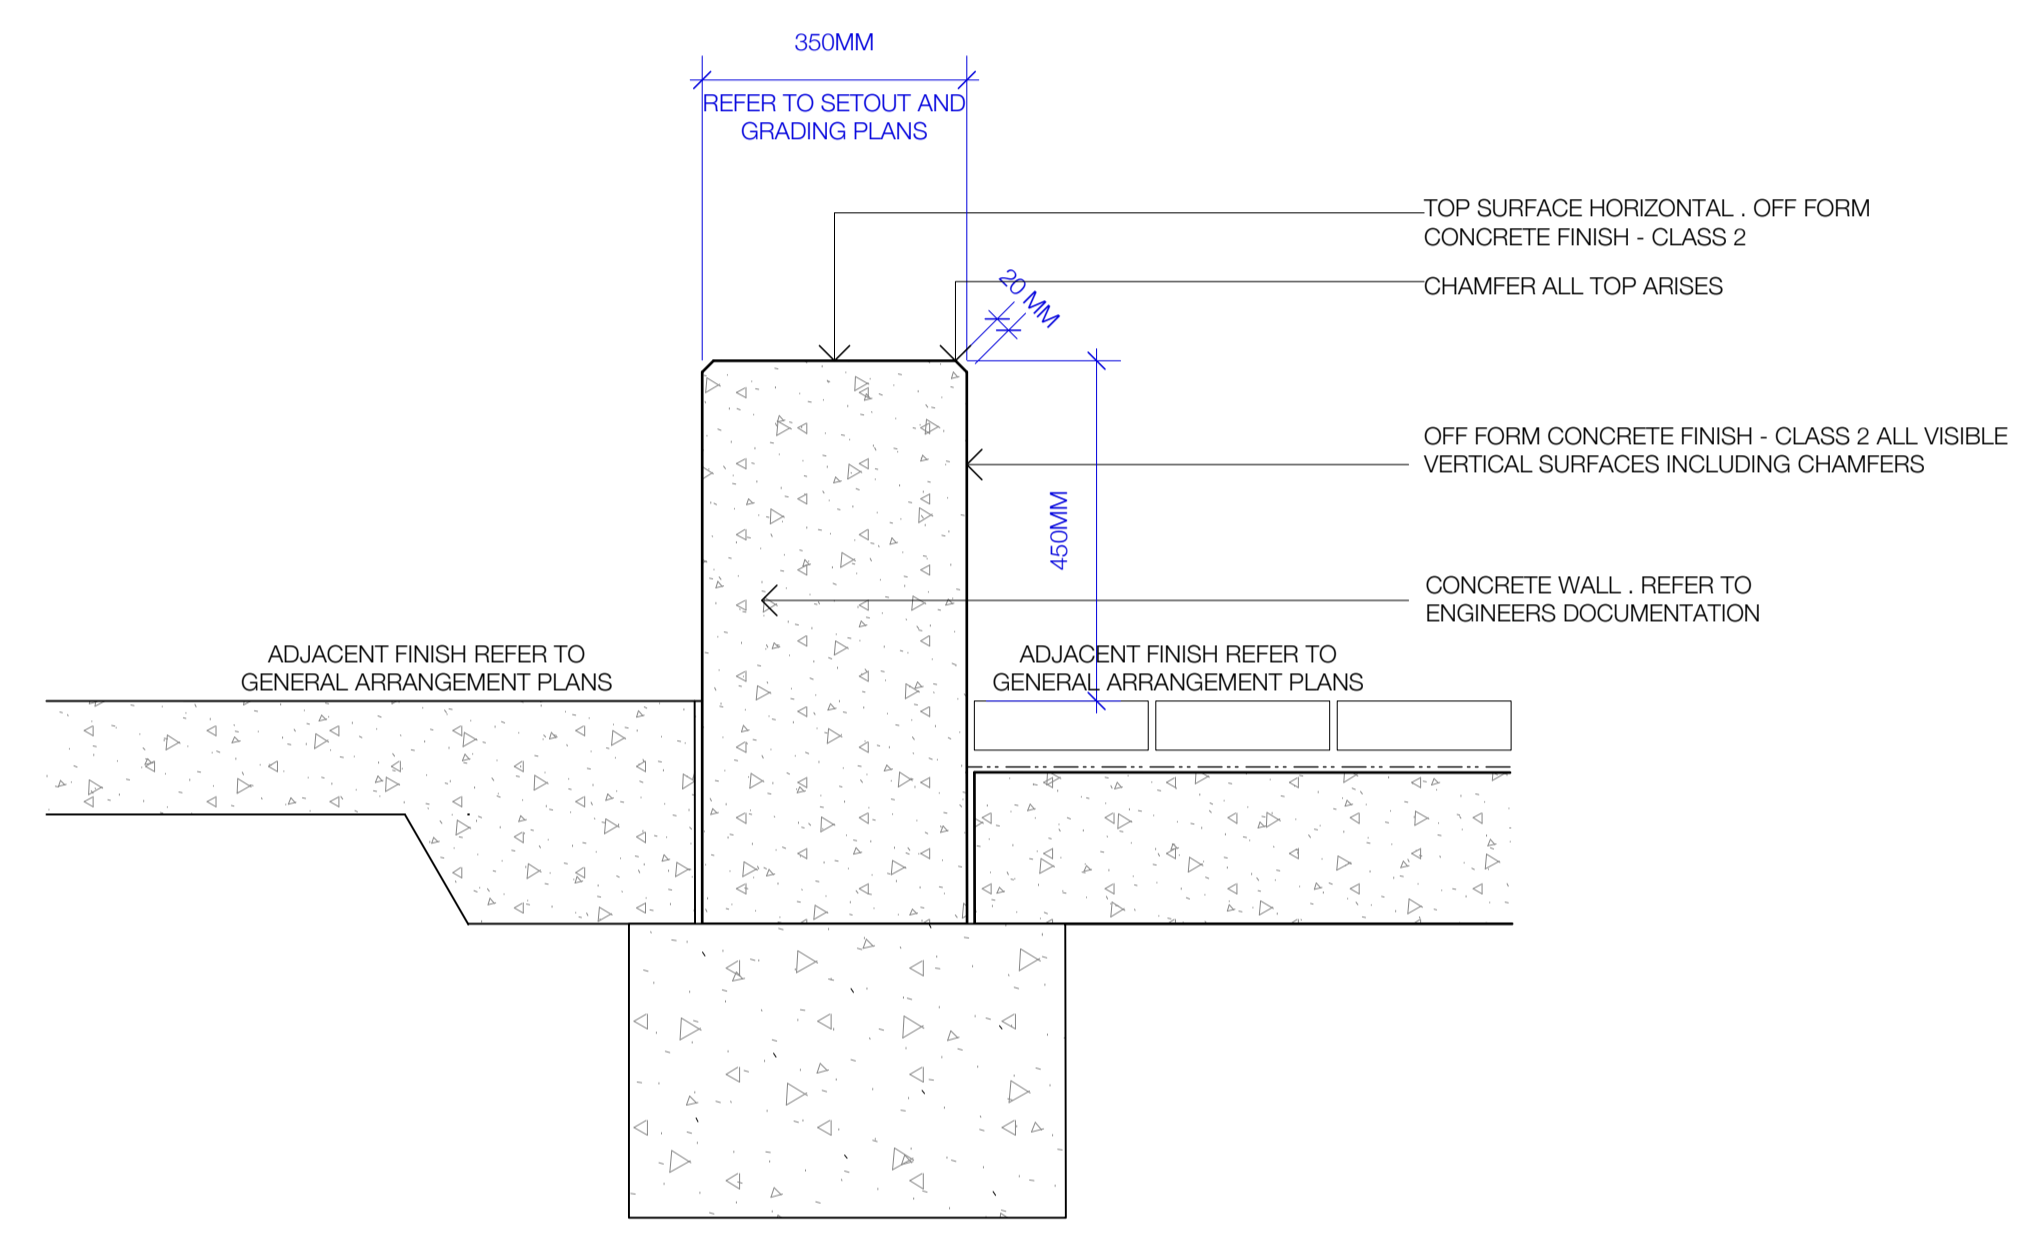 350MM
REFER TO SETOUT AND
GRADING PLANS
TOP SURFACE HORIZONTAL . OFF FORM
CONCRETE FINISH - CLASS 2
CHAMFER ALL TOP ARISES
20 MM
OFF FORM CONCRETE FINISH - CLASS 2 ALL VISIBLE
VERTICAL SURFACES INCLUDING CHAMFERS
450MM
CONCRETE WALL . REFER TO
ENGINEERS DOCUMENTATION
ADJACENT FINISH REFER TO
GENERAL ARRANGEMENT PLANS
ADJACENT FINISH REFER TO
GENERAL ARRANGEMENT PLANS